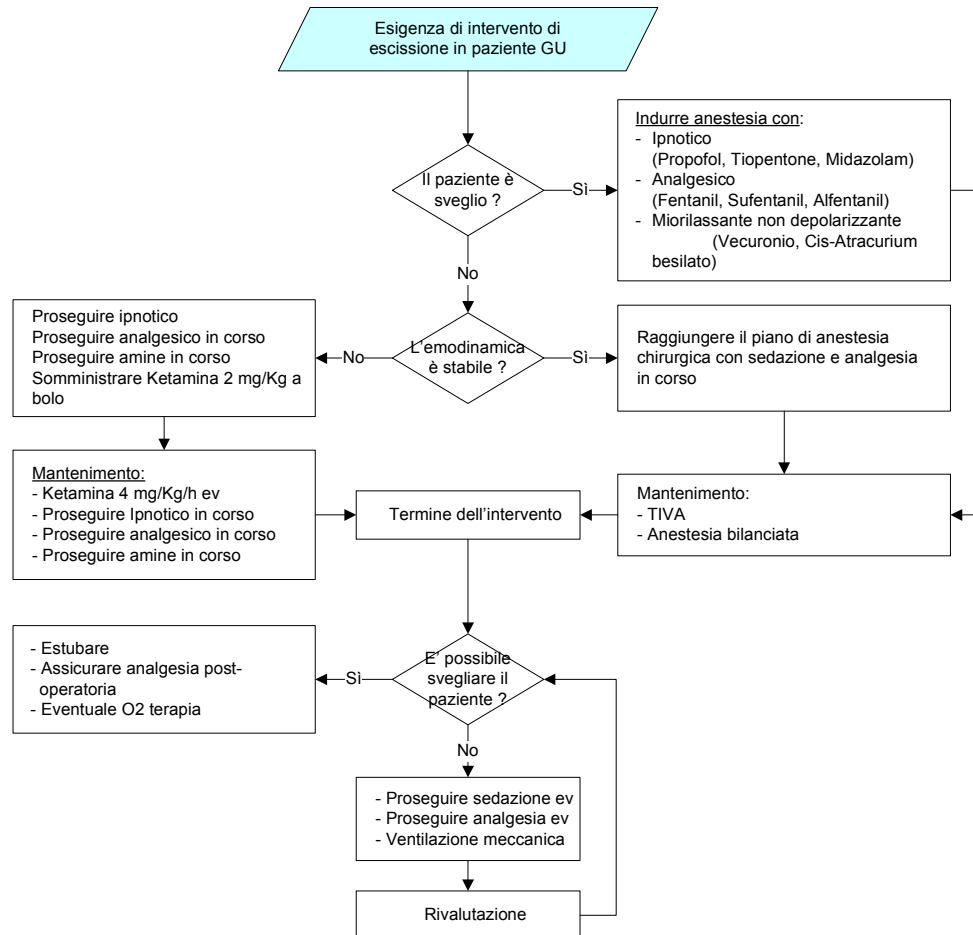 Esigenza di intervento di
escissione in paziente GU
Indurre anestesia con:
- Ipnotico
(Propofol, Tiopentone, Midazolam)
- Analgesico
(Fentanil, Sufentanil, Alfentanil)
- Miorilassante non depolarizzante
(Vecuronio, Cis-Atracurium
besilato)
Il paziente è
sveglio ?
Sì
No
Proseguire ipnotico
Proseguire analgesico in corso
Proseguire amine in corso
Somministrare Ketamina 2 mg/Kg a
bolo
No
L'emodinamica
è stabile ?
Sì
Raggiungere il piano di anestesia
chirurgica con sedazione e analgesia
in corso
Mantenimento:
- Ketamina 4 mg/Kg/h ev
- Proseguire Ipnotico in corso
- Proseguire analgesico in corso
- Proseguire amine in corso
Termine dell'intervento
Mantenimento:
- TIVA
- Anestesia bilanciata
- Estubare
- Assicurare analgesia post-
operatoria
- Eventuale O2 terapia
Sì
E' possibile
svegliare il
paziente ?
No
- Proseguire sedazione ev
- Proseguire analgesia ev
- Ventilazione meccanica
Rivalutazione